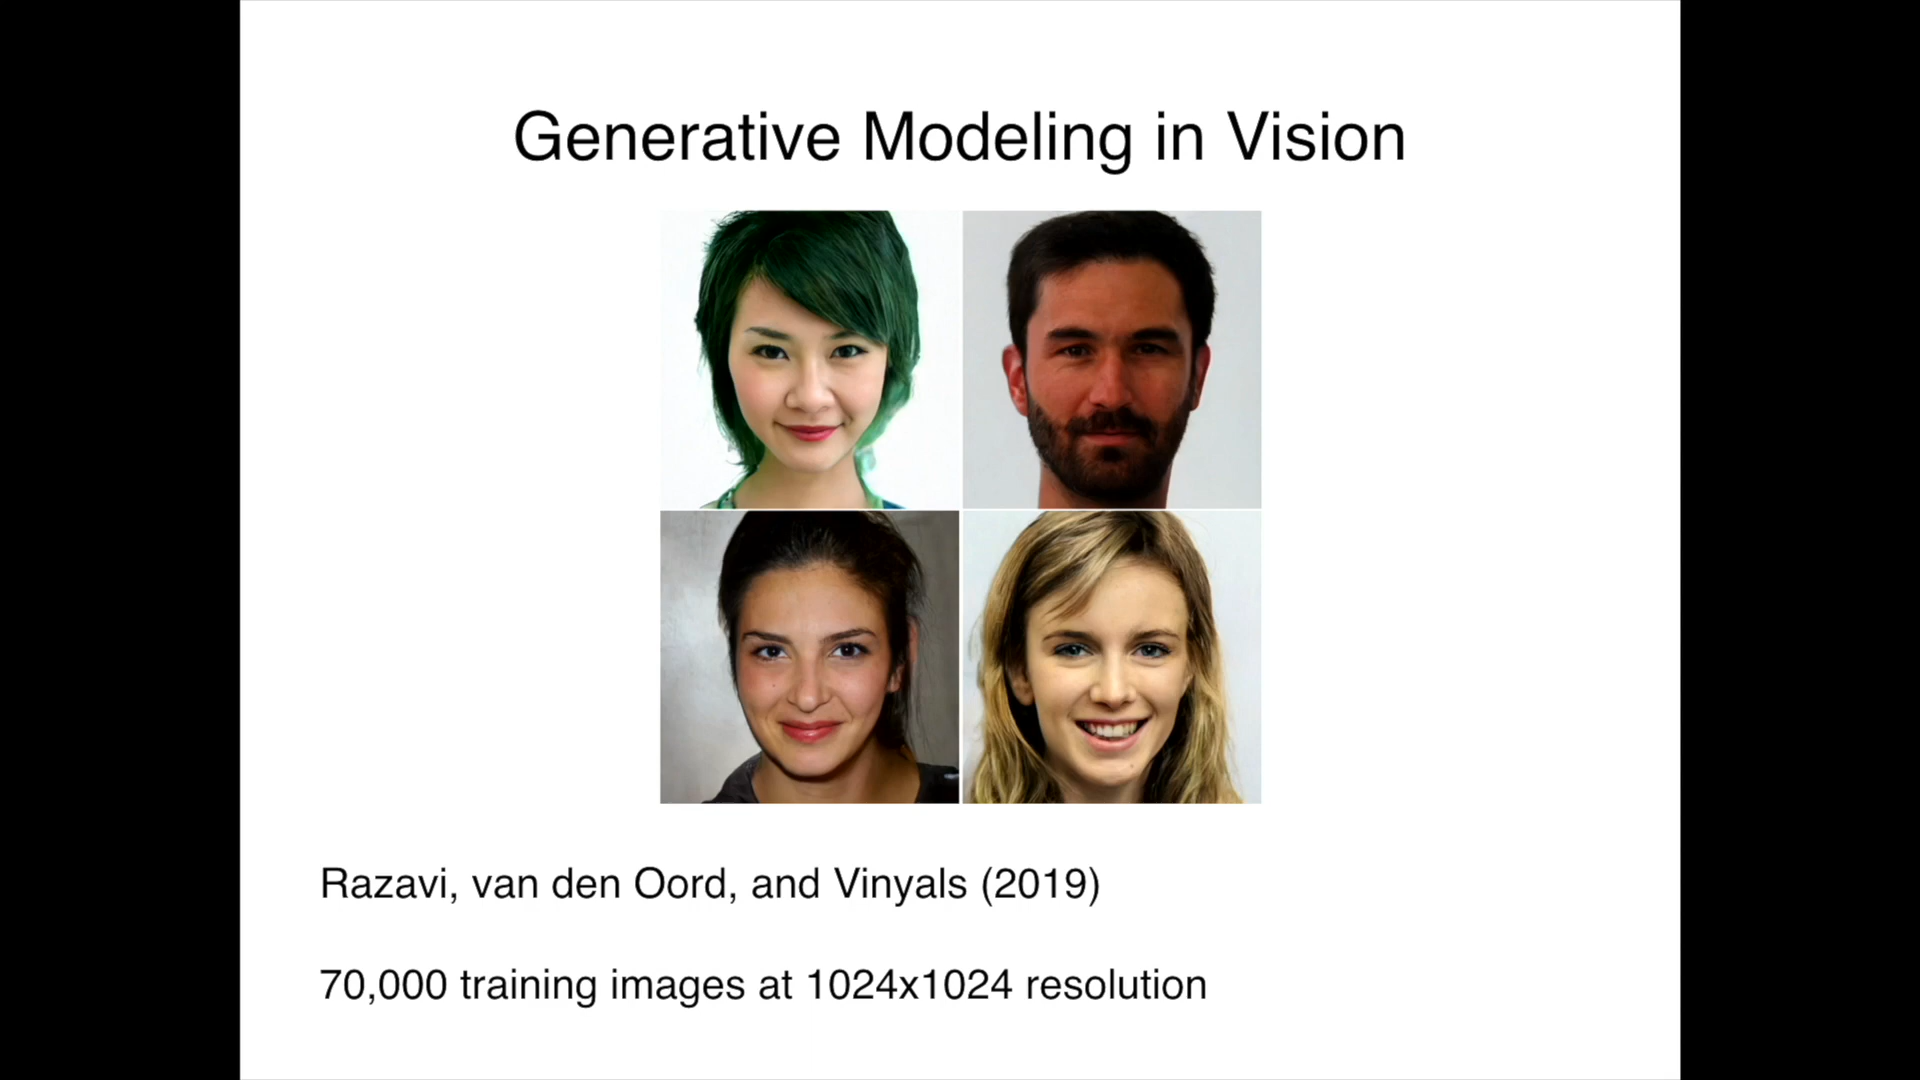 Generative Modeling in Vision
Razavi, van den Oord, and Vinyals (2019)
70,000 training images at 1024x1024 resolution